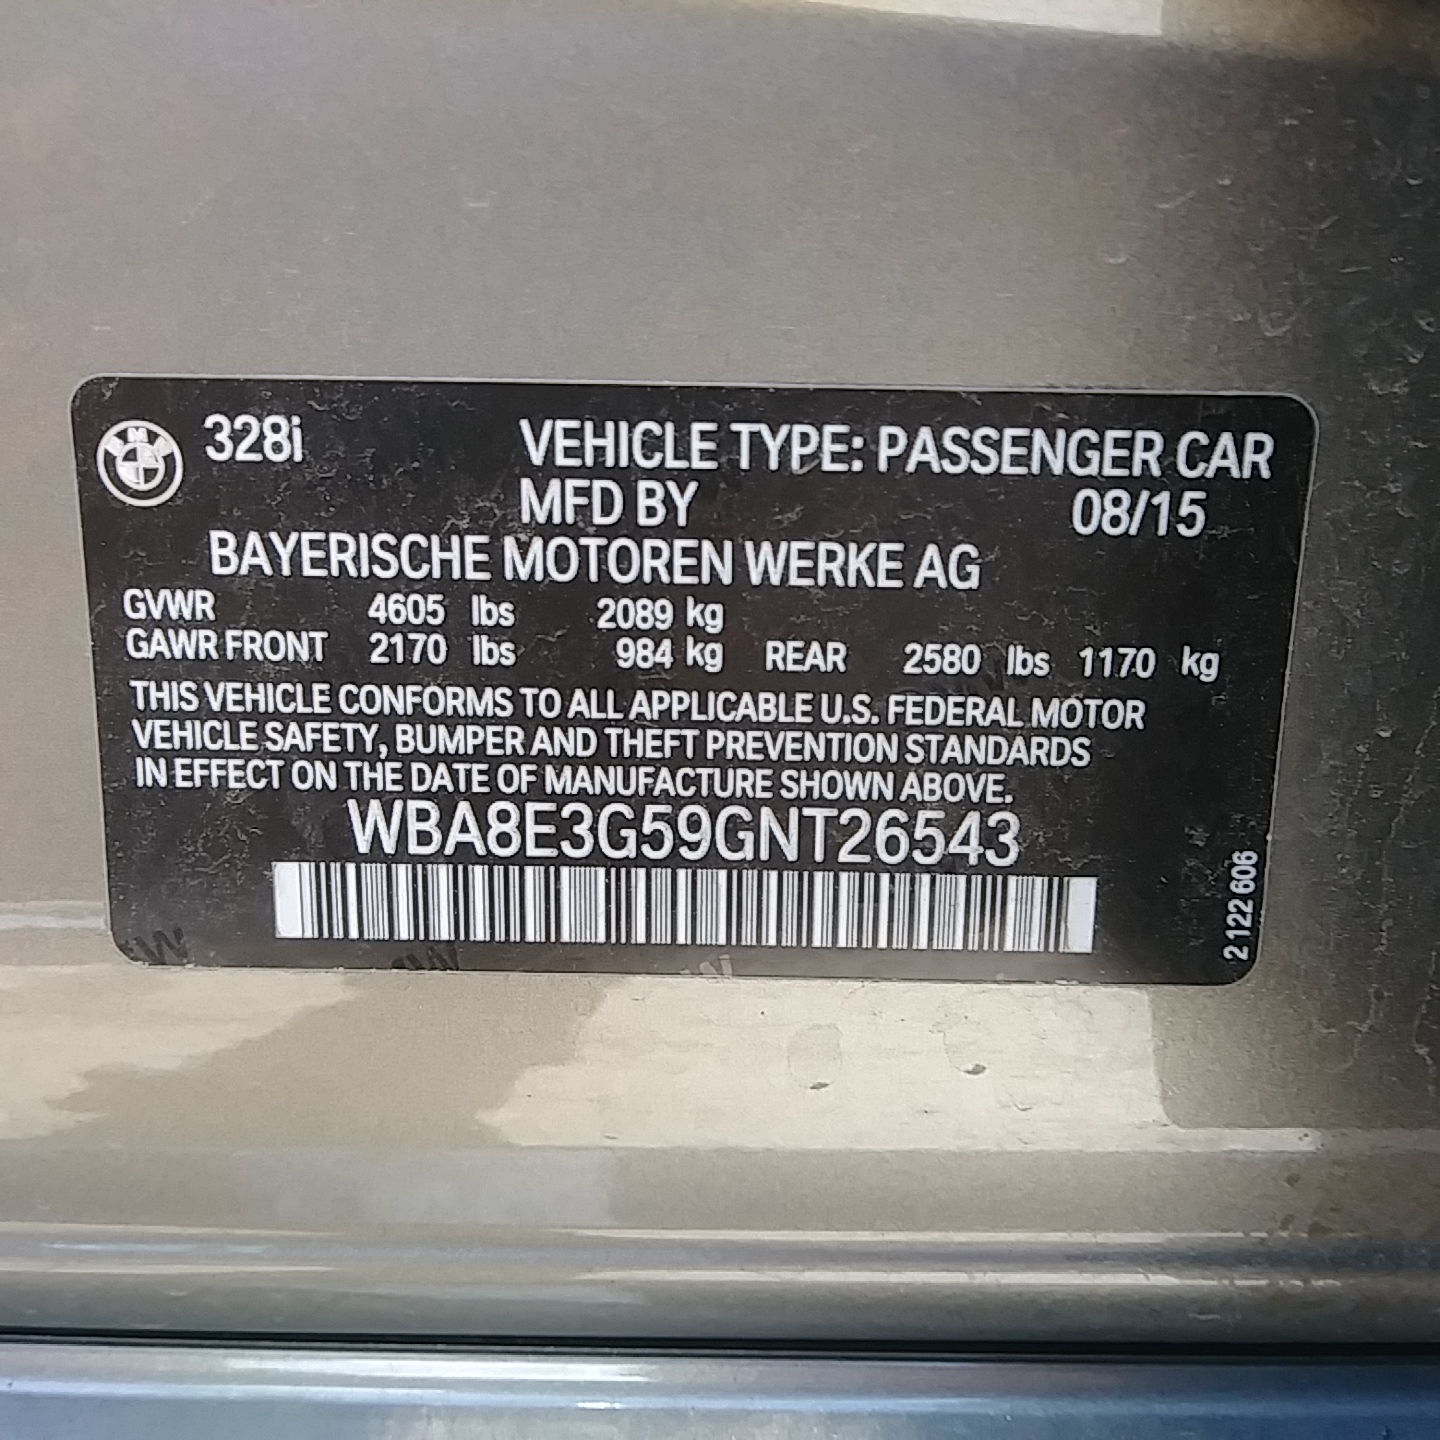 328i VEHICLE TYPE: PASSENGER CAR
MFD BY 08/15
BAYERISCHE MOTOREN WERKE AG
GVWR 4605 lbs 2089 kg
GAWR FRONT 2170 lbs 984 kg REAR 2580 lbs 1170 kg
THIS VEHICLE CONFORMS TO ALL APPLICABLE U.S. FEDERAL MOTOR
VEHICLE SAFETY, BUMPER AND THEFT PREVENTION STANDARDS
IN EFFECT ON THE DATE OF MANUFACTURE SHOWN ABOVE.
WBA8E3G59GNT26543
2122 606